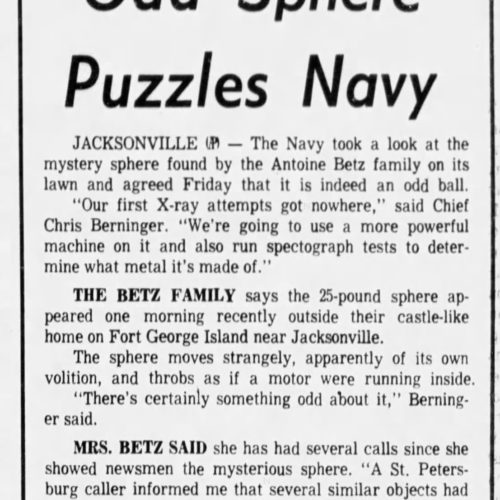 Odd Sphere
Puzzles Navy
JACKSONVILLE (AP) — The Navy took a look at the
mystery sphere found by the Antoine Betz family on its
lawn and agreed Friday that it is indeed an odd ball.
"Our first X-ray attempts got nowhere," said Chief
Chris Berninger. "We're going to use a more powerful
machine on it and also run spectograph tests to deter-
mine what metal it's made of."
THE BETZ FAMILY says the 25-pound sphere ap-
peared one morning recently outside their castle-like
home on Fort George Island near Jacksonville.
The sphere moves strangely, apparently of its own
volition, and throbs as if a motor were running inside.
"There's certainly something odd about it," Berning-
er said.
MRS. BETZ SAID she has had several calls since she
showed newsmen the mysterious sphere. "A St. Peters-
burg caller informed me that several similar objects had